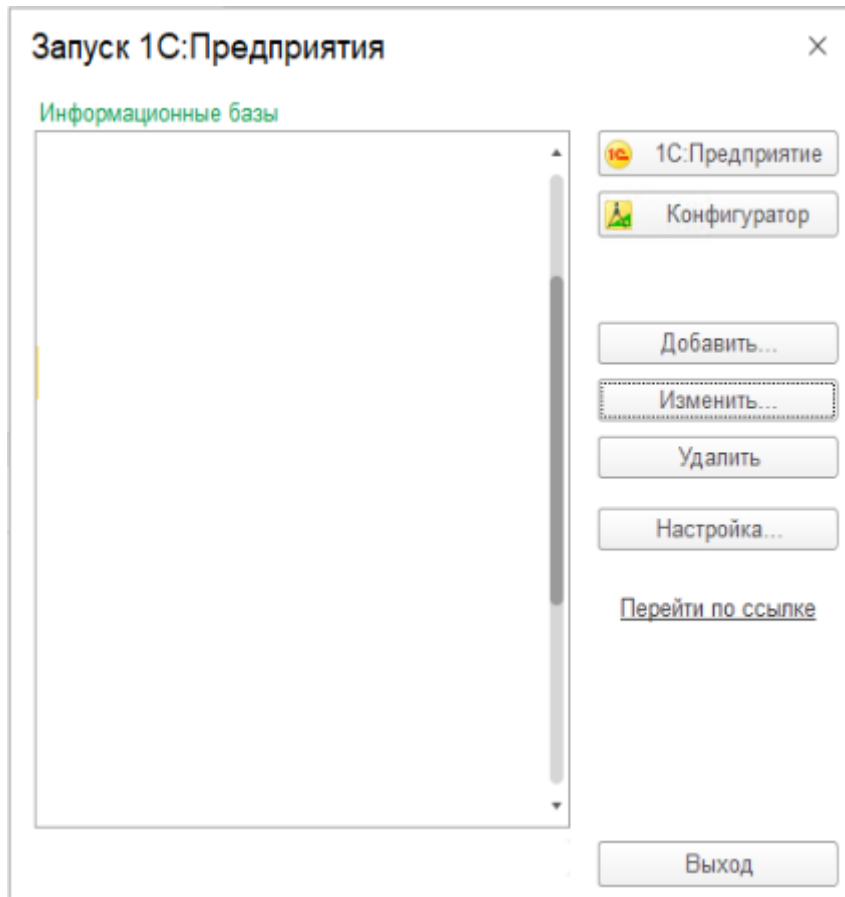 Запуск 1С:Предприятия
Информационные базы
1С:Предприятие
Конфигуратор
Добавить...
Изменить...
Удалить
Настройка...
Перейти по ссылке
Выход